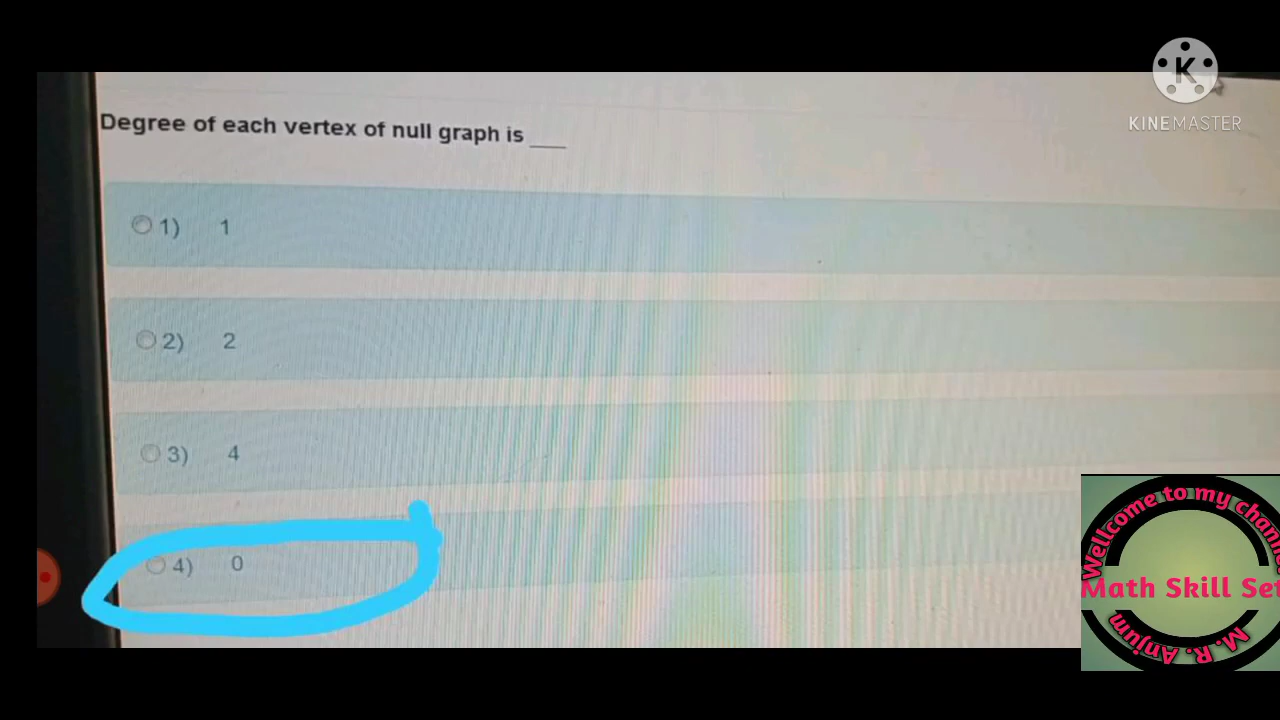 Degree of each vertex of null graph is ___
1) 1
2) 2
3) 4
4) 0
K
KINEMASTER
Wellcome to my
Math Skill Set
M. R. Anjum